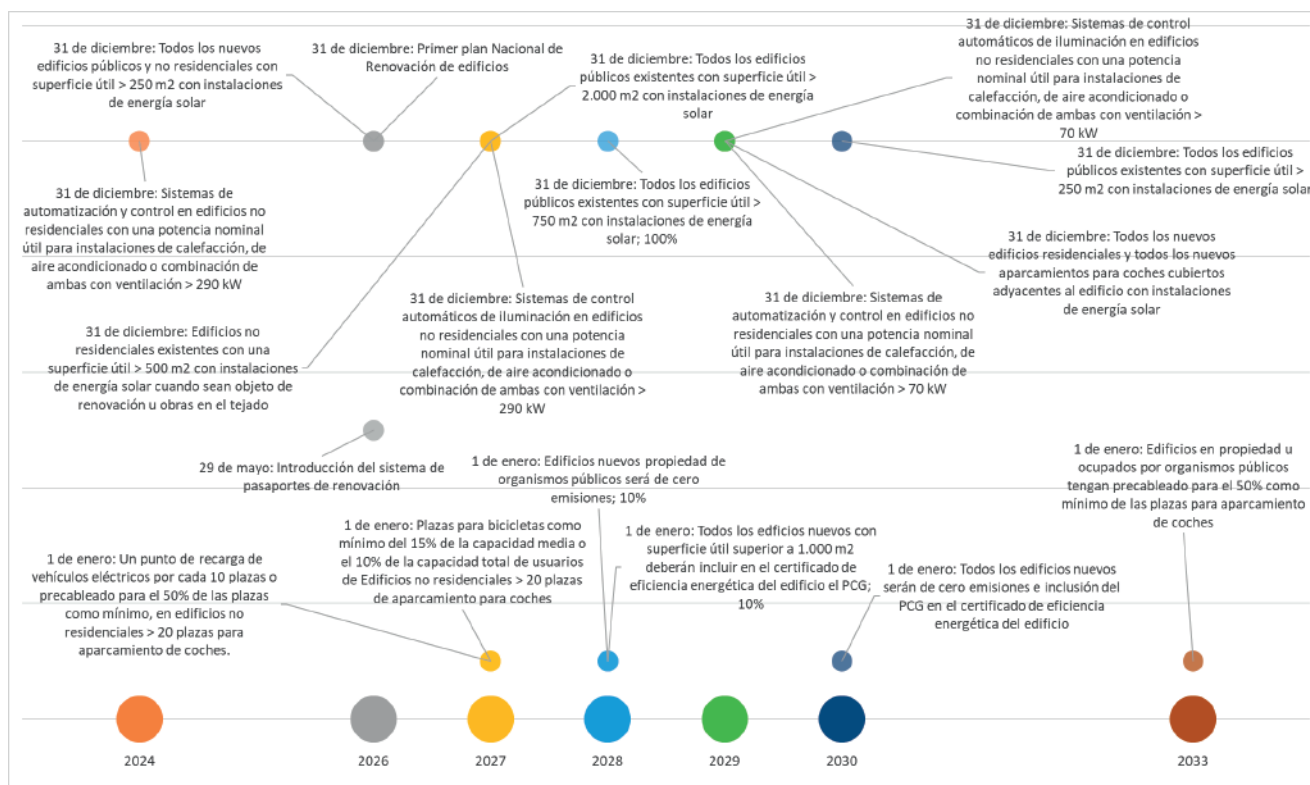 31 de diciembre: Todos los nuevos
edificios públicos y no residenciales con
superficie útil > 250 m2 con instalaciones
de energía solar
31 de diciembre: Primer plan Nacional de
Renovación de edificios
31 de diciembre: Todos los edificios
públicos existentes con superficie útil >
2.000 m2 con instalaciones de energía
solar
31 de diciembre: Sistemas de control
automáticos de iluminación en edificios
no residenciales con una potencia
nominal útil para instalaciones de
calefacción, de aire acondicionado o
combinación de ambas con ventilación >
70 kW
31 de diciembre: Sistemas de
automatización y control en edificios no
residenciales con una potencia nominal
útil para instalaciones de calefacción, de
aire acondicionado o combinación de
ambas con ventilación > 290 kW
31 de diciembre: Todos los edificios
públicos existentes con superficie útil >
750 m2 con instalaciones de energía
solar; 100%
31 de diciembre: Todos los edificios
públicos existentes con superficie útil >
250 m2 con instalaciones de energía solar
31 de diciembre: Todos los nuevos
edificios residenciales y todos los nuevos
aparcamientos para coches cubiertos
adyacentes al edificio con instalaciones
de energía solar
31 de diciembre: Edificios no
residenciales existentes con una
superficie útil > 500 m2 con instalaciones
de energía solar cuando sean objeto de
renovación u obras en el tejado
31 de diciembre: Sistemas de control
automáticos de iluminación en edificios
no residenciales con una potencia
nominal útil para instalaciones de
calefacción, de aire acondicionado o
combinación de ambas con ventilación >
290 kW
31 de diciembre: Sistemas de
automatización y control en edificios no
residenciales con una potencia nominal
útil para instalaciones de calefacción, de
aire acondicionado o combinación de
ambas con ventilación > 70 kW
29 de mayo: Introducción del sistema de
pasaportes de renovación
1 de enero: Edificios nuevos propiedad de
organismos públicos será de cero
emisiones; 10%
1 de enero: Edificios en propiedad u
ocupados por organismos públicos
tengan precableado para el 50% como
mínimo de las plazas para aparcamiento
de coches
1 de enero: Un punto de recarga de
vehículos eléctricos por cada 10 plazas o
precableado para el 50% de las plazas
como mínimo, en edificios no
residenciales > 20 plazas para
aparcamiento de coches.
1 de enero: Plazas para bicicletas como
mínimo del 15% de la capacidad media o
el 10% de la capacidad total de usuarios
de Edificios no residenciales > 20 plazas
de aparcamiento para coches
1 de enero: Todos los edficios nuevos con
superficie útil superior a 1.000 m2
deberán incluir en el certificado de
eficiencia energética del edificio el PCG;
10%
1 de enero: Todos los edificios nuevos
serán de cero emisiones e inclusión del
PCG en el certificado de eficiencia
energética del edificio
2024
2026
2027
2028
2029
2030
2033